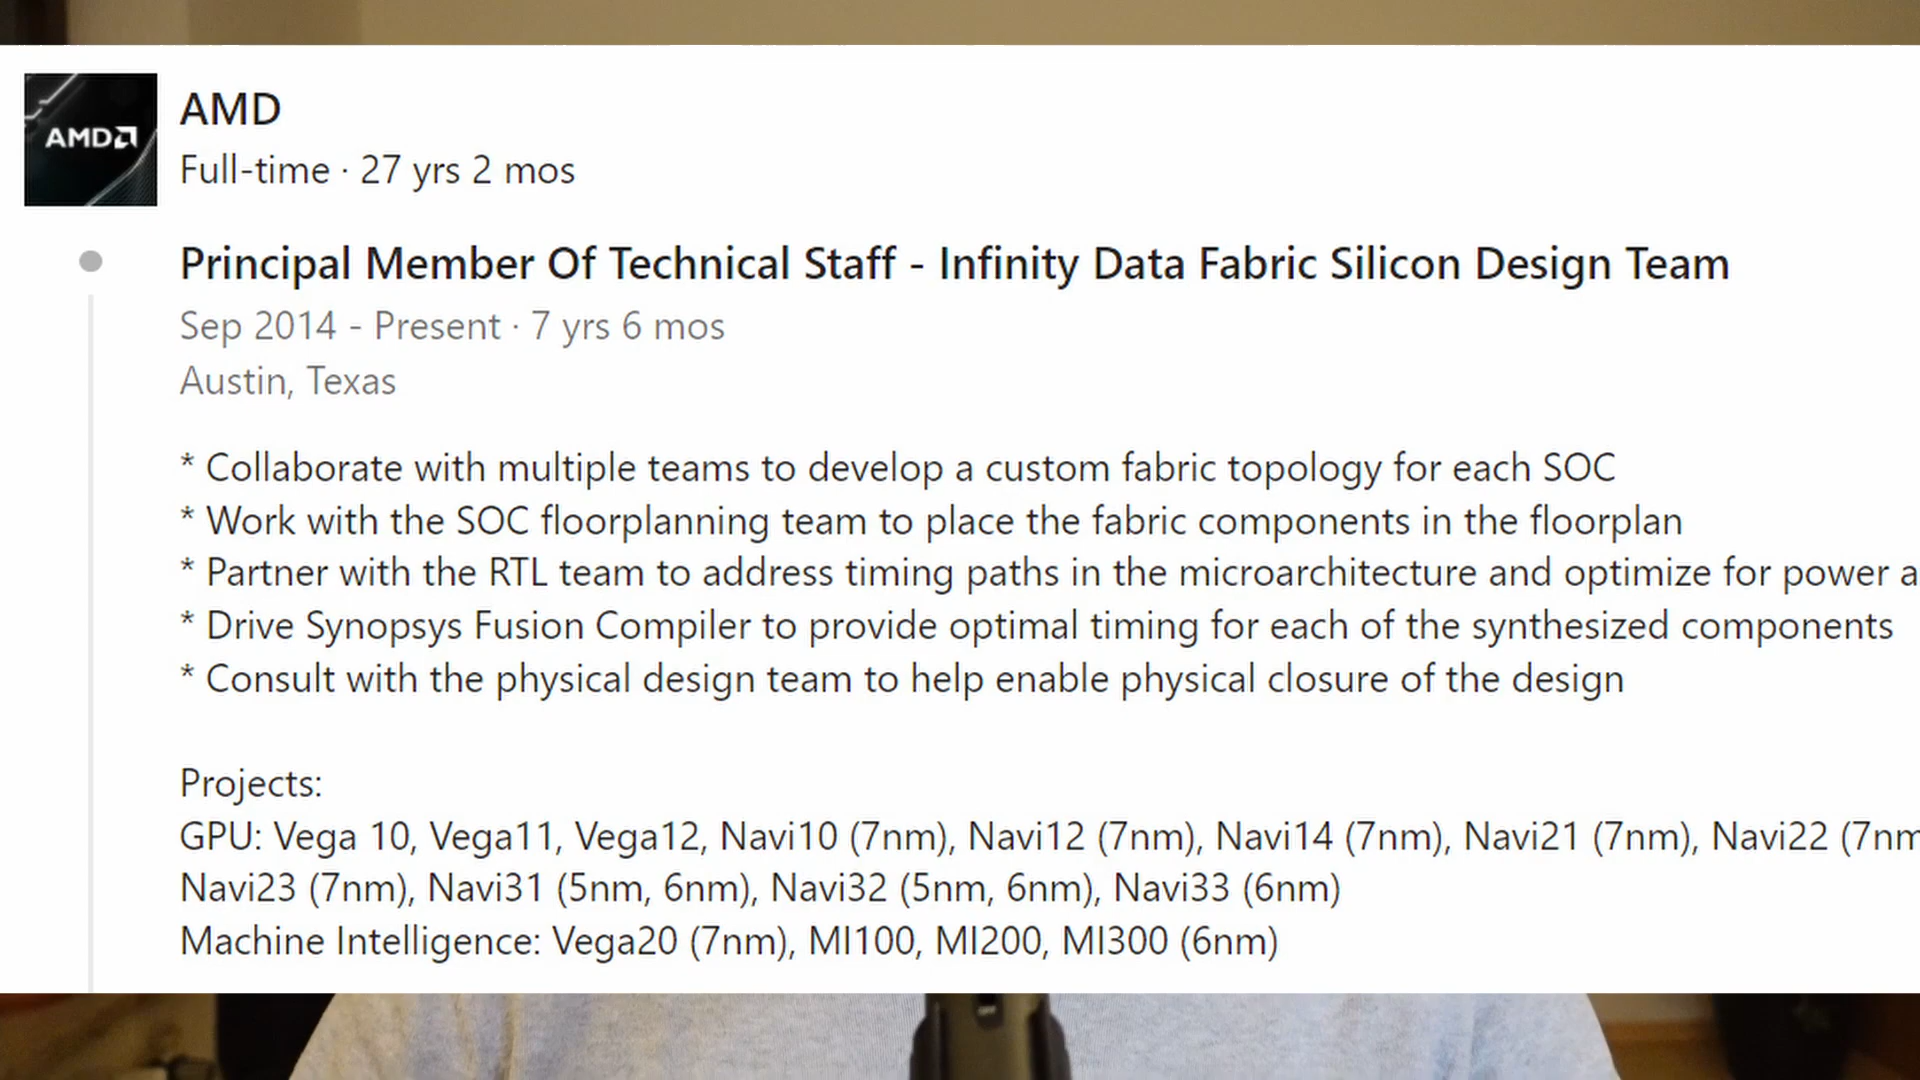 AMD
AMD
Full-time · 27 yrs 2 mos
Principal Member Of Technical Staff - Infinity Data Fabric Silicon Design Team
Sep 2014 - Present · 7 yrs 6 mos
Austin, Texas
* Collaborate with multiple teams to develop a custom fabric topology for each SOC
* Work with the SOC floorplanning team to place the fabric components in the floorplan
* Partner with the RTL team to address timing paths in the microarchitecture and optimize for power a
* Drive Synopsys Fusion Compiler to provide optimal timing for each of the synthesized components
* Consult with the physical design team to help enable physical closure of the design
Projects:
GPU: Vega 10, Vega11, Vega12, Navi10 (7nm), Navi12 (7nm), Navi14 (7nm), Navi21 (7nm), Navi22 (7nm
Navi23 (7nm), Navi31 (5nm, 6nm), Navi32 (5nm, 6nm), Navi33 (6nm)
Machine Intelligence: Vega20 (7nm), MI100, MI200, MI300 (6nm)